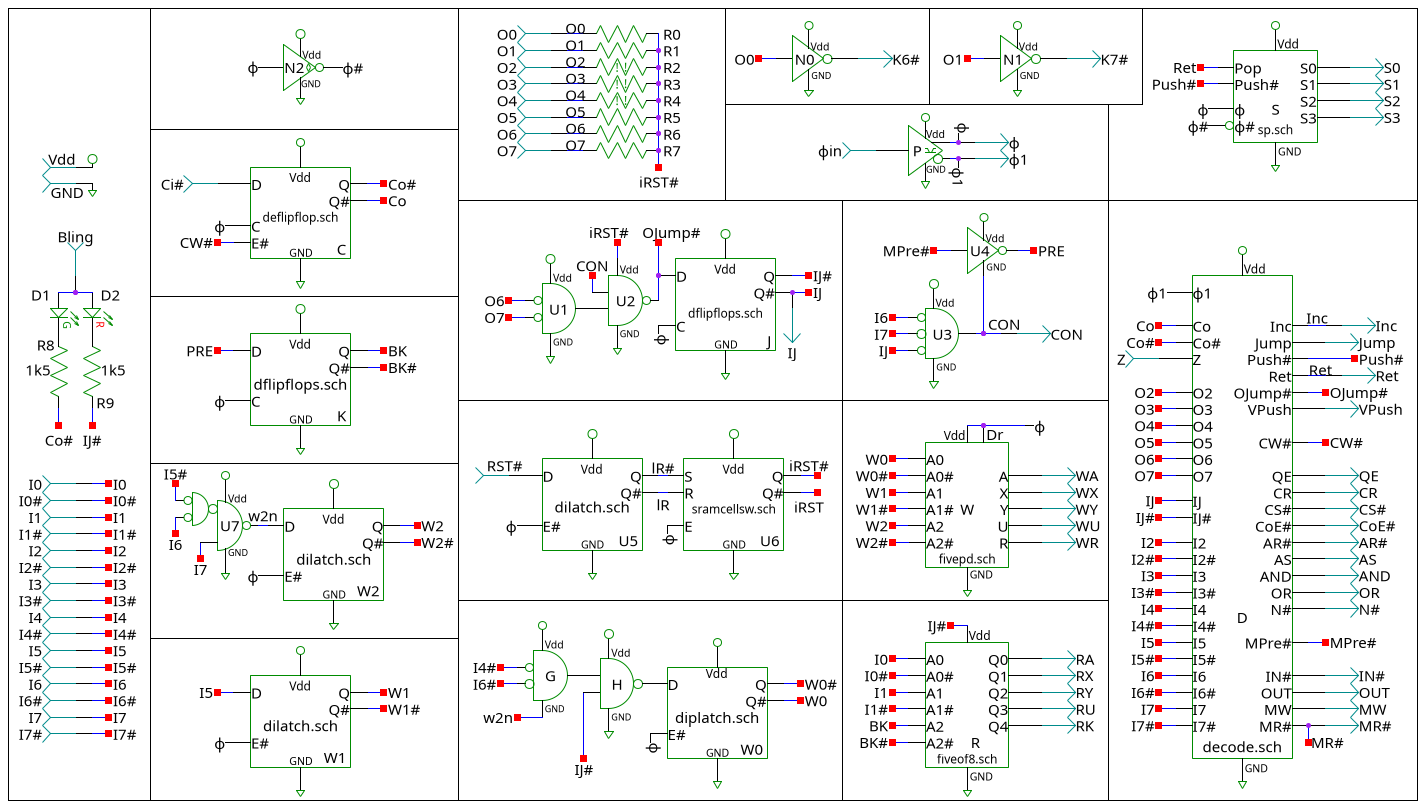 Vdd
GND
Bling
D1
D2
G
R
R8
1k5
1k5
R9
Co#
IJ#
I0 I0
I0# I0#
I1 I1
I1# I1#
I2 I2
I2# I2#
I3 I3
I3# I3#
I4 I4
I4# I4#
I5 I5
I5# I5#
I6 I6
I6# I6#
I7 I7
I7# I7#
Vdd
ϕ N2 ϕ#
GND
Vdd
Ci# D Q Co#
Q# Co
deflipflop.sch
ϕ C
CW# E#
GND C
Vdd
PRE D Q BK
Q# BK#
dflipflops.sch
ϕ C
GND K
I5#
Vdd
U7 w2n
I6
GND
I7
Vdd
D Q W2
Q# W2#
dilatch.sch
ϕ E#
GND W2
Vdd
I5 D Q W1
Q# W1#
dilatch.sch
ϕ E#
GND W1
O0 O0 R0
O1 O1 R1
O2 O2 R2
O3 O3 R3
O4 O4 R4
O5 O5 R5
O6 O6 R6
O7 O7 R7
iRST#
Vdd
O0 N0 K6#
GND
Vdd
O1 N1 K7#
GND
Vdd
ϕin P ϕ ϕ
ϕ1 ϕ1
GND
Vdd
Ret Pop S0 S0
Push# Push# S1 S1
ϕ ϕ S S2 S2
ϕ# ϕ# sp.sch S3 S3
GND
iRST# OJump#
CON
Vdd
Vdd
O6
O7
U1 U2
GND
GND
Vdd
D Q IJ#
Q# IJ
dflipflops.sch
ϕ C
GND J
IJ
Vdd
MPre# U4 PRE
GND
Vdd
I6
I7 U3 CON CON
IJ
GND
RST# D Vdd Q IR# S Vdd Q iRST#
Q# IR R Q# iRST
dilatch.sch sramcellsw.sch
ϕ E# ϕ E
GND U5 GND U6
Vdd Dr ϕ
W0 A0
W0# A0# A WA
W1 A1 X WX
W1# A1# W Y WY
W2 A2 U WU
W2# A2# R WR
fivepd.sch
GND
Vdd
Vdd
I4#
I6# G
GND
w2n
H
GND
IJ#
Vdd
D Q W0#
Q# W0
diplatch.sch
ϕ E#
GND W0
IJ#
Vdd
I0 A0 Q0 RA
I0# A0# Q1 RX
I1 A1 Q2 RY
I1# A1# Q3 RU
BK A2 Q4 RK
BK# A2# R
fiveof8.sch
GND
Vdd
ϕ1 ϕ1
Co Co Inc Inc Inc
Co# Co# Jump Jump
Z Z Push# Push#
Ret Ret Ret
O2 O2 OJump# OJump#
O3 O3 VPush VPush
O4 O4
O5 O5 CW# CW#
O6 O6
O7 O7 QE QE
CR CR
IJ IJ CS# CS#
IJ# IJ# CoE# CoE#
I2 I2 AR# AR#
I2# I2# AS AS
I3 I3 AND AND
I3# I3# OR OR
I4 I4 N# N#
I4# I4# D
I5 I5 MPre# MPre#
I5# I5#
I6 I6 IN# IN#
I6# I6# OUT OUT
I7 I7 MW MW
I7# I7# MR# MR#
MR#
decode.sch
GND